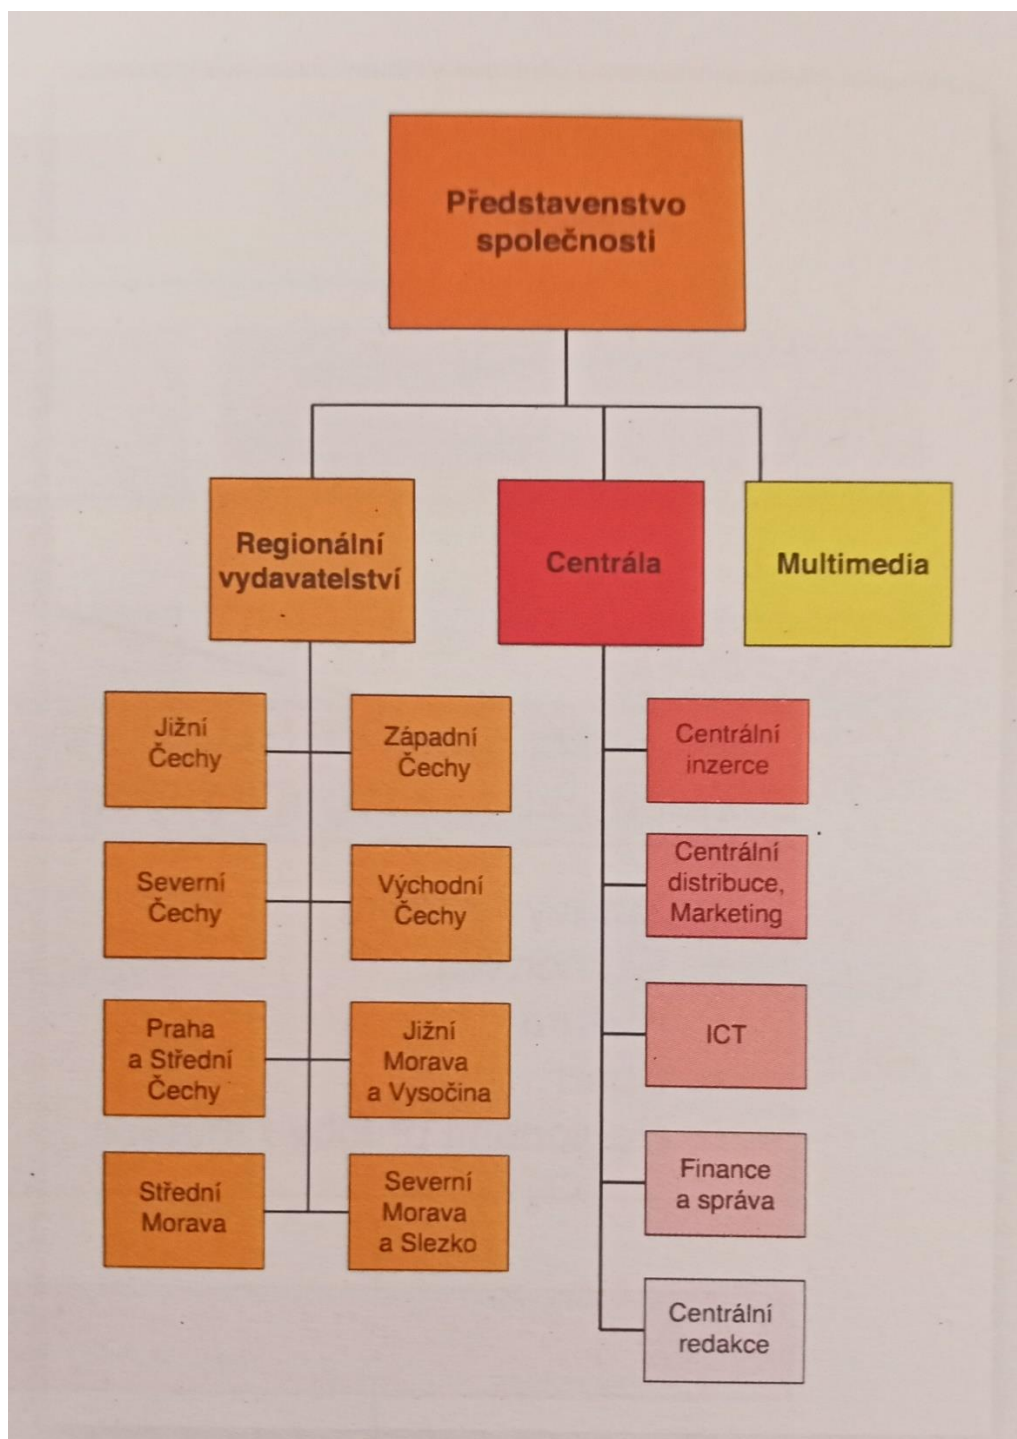 Představenstvo
společnosti
Regionální
vydavatelství
Centrála
Multimedia
Jižní
Čechy
Západní
Čechy
Severní
Čechy
Východní
Čechy
Praha
a Střední
Čechy
Jižní
Morava
a Vysočina
Střední
Morava
Severní
Morava
a Slezko
Centrální
inzerce
Centrální
distribuce,
Marketing
ICT
Finance
a správa
Centrální
redakce